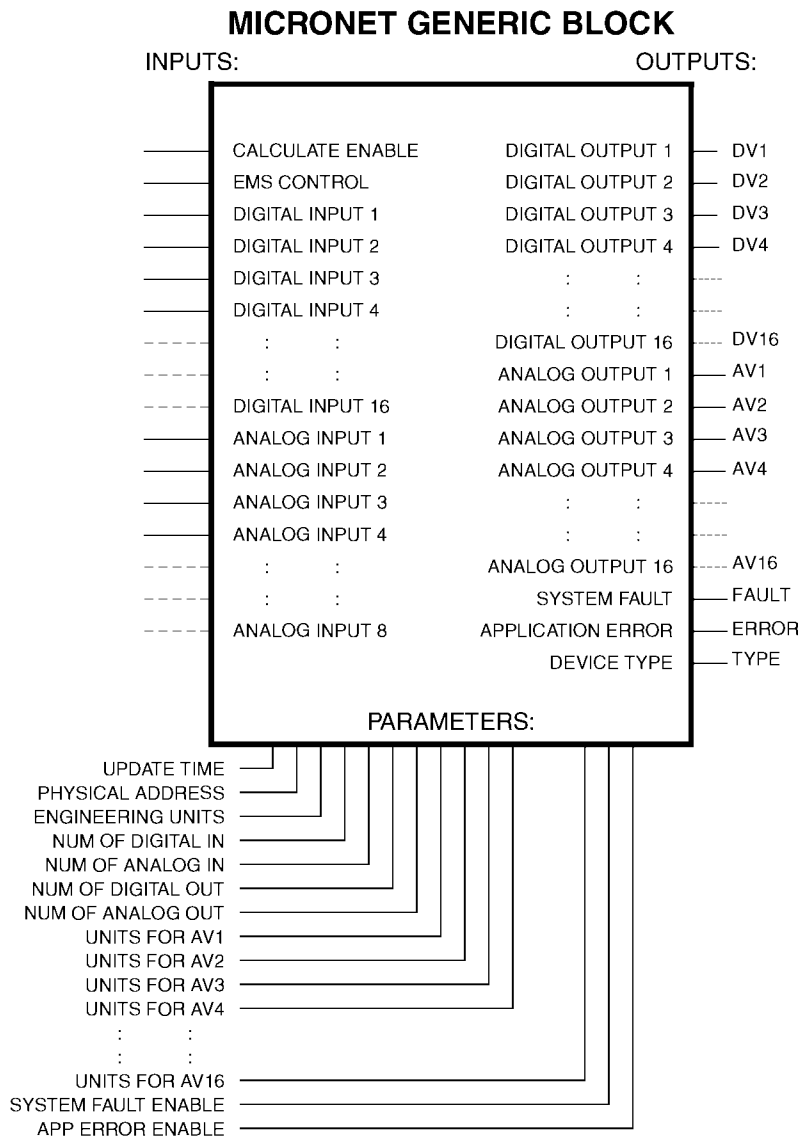 MICRONET GENERIC BLOCK
INPUTS: OUTPUTS:
CALCULATE ENABLE DIGITAL OUTPUT 1 DV1
EMS CONTROL DIGITAL OUTPUT 2 DV2
DIGITAL INPUT 1 DIGITAL OUTPUT 3 DV3
DIGITAL INPUT 2 DIGITAL OUTPUT 4 DV4
DIGITAL INPUT 3 : :
DIGITAL INPUT 4 : :
: : DIGITAL OUTPUT 16 DV16
: : ANALOG OUTPUT 1 AV1
DIGITAL INPUT 16 ANALOG OUTPUT 2 AV2
ANALOG INPUT 1 ANALOG OUTPUT 3 AV3
ANALOG INPUT 2 ANALOG OUTPUT 4 AV4
ANALOG INPUT 3 : :
ANALOG INPUT 4 : :
: : ANALOG OUTPUT 16 AV16
: : SYSTEM FAULT FAULT
ANALOG INPUT 8 APPLICATION ERROR ERROR
DEVICE TYPE TYPE
PARAMETERS:
UPDATE TIME
PHYSICAL ADDRESS
ENGINEERING UNITS
NUM OF DIGITAL IN
NUM OF ANALOG IN
NUM OF DIGITAL OUT
NUM OF ANALOG OUT
UNITS FOR AV1
UNITS FOR AV2
UNITS FOR AV3
UNITS FOR AV4
: :
: :
UNITS FOR AV16
SYSTEM FAULT ENABLE
APP ERROR ENABLE